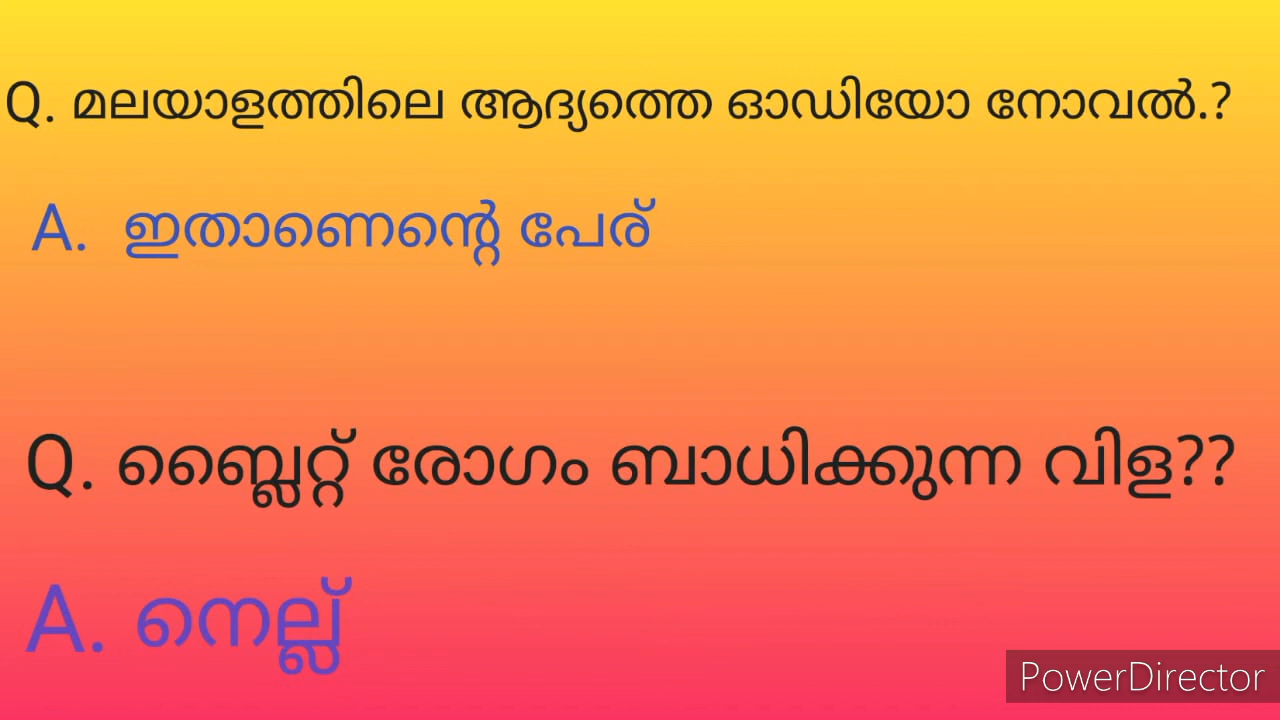 Q. മലയാളത്തിലെ ആദ്യത്തെ ഓഡിയോ നോവൽ.?
A. ഇതാണെന്റെ പേര്
Q. ബ്ലൈറ്റ് രോഗം ബാധിക്കുന്ന വിള??
A. നെല്ല്
PowerDirector